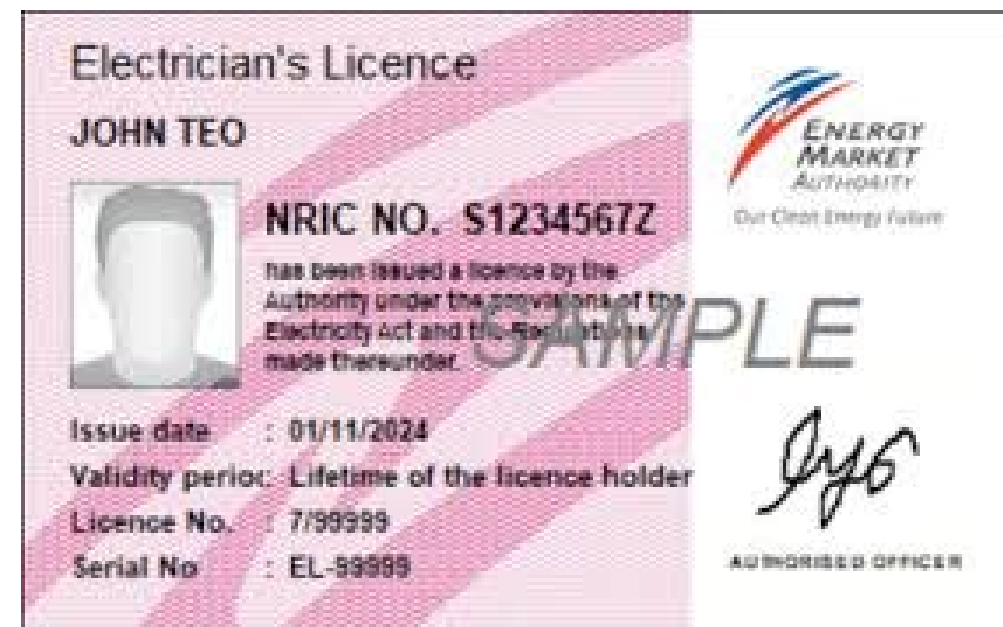 Electrician's Licence
JOHN TEO
ENERGY
MARKET
AUTHORITY
Our Clean Energy Future
NRIC NO. S1234567Z
has been issued a licence by the
Authority under the provisions of the
Electricity Act and the Regulations
made thereunder.
SAMPLE
Issue date : 01/11/2024
Validity perioc: Lifetime of the licence holder
Licence No. : 7/99999
Serial No : EL-99999
AUTHORISED OFFICER